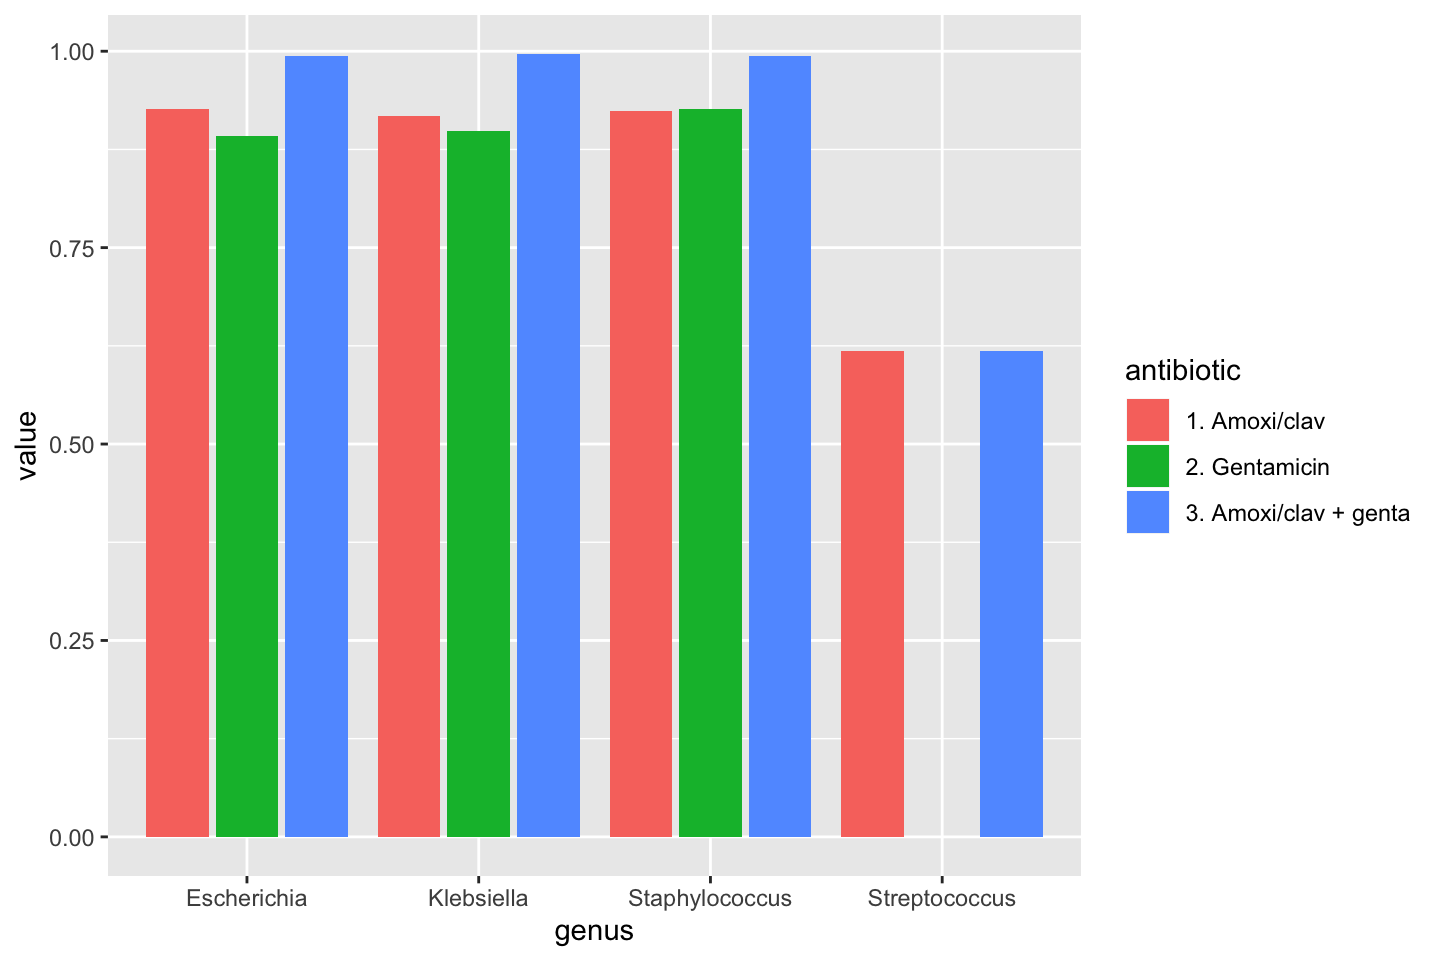 1.00
0.75
0.50
0.25
0.00
value
Escherichia
Klebsiella
Staphylococcus
Streptococcus
genus
antibiotic
1. Amoxi/clav
2. Gentamicin
3. Amoxi/clav + genta